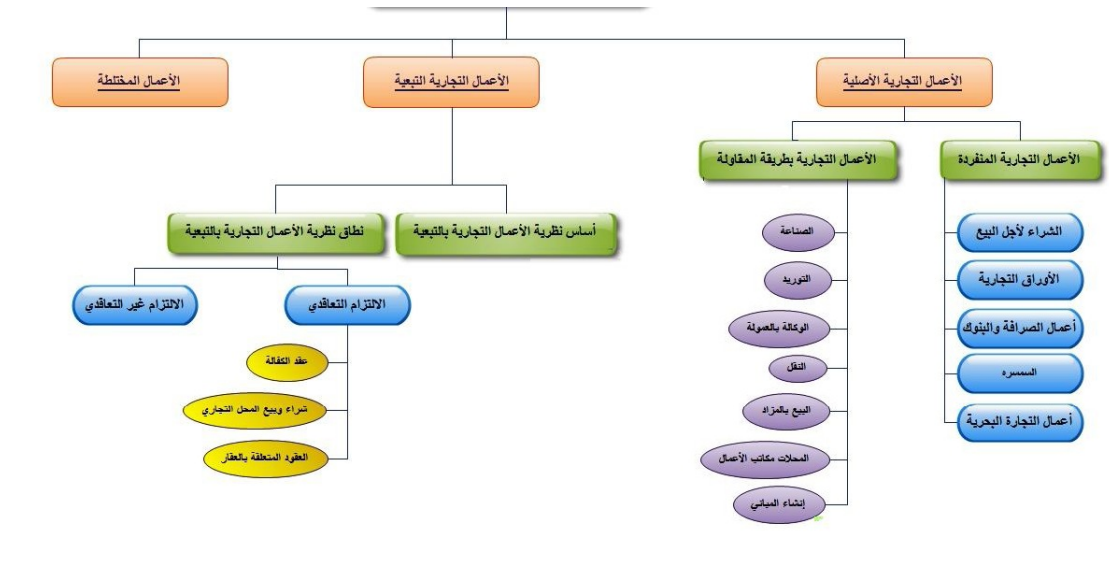 الأعمال التجارية الأصلية
الأعمال التجارية التبعية
الأعمال المختلطة
الأعمال التجارية المنفردة
الأعمال التجارية بطريقة المقاولة
الشراء لأجل البيع
الأوراق التجارية
أعمال الصرافة والبنوك
السمسره
أعمال التجارة البحرية
الصناعة
التوريد
الوكالة بالعمولة
النقل
البيع بالمزاد
المحلات مكاتب الأعمال
إنشاء المباني
أساس نظرية الأعمال التجارية بالتبعية
نطاق نظرية الأعمال التجارية بالتبعية
الالتزام التعاقدي
الالتزام غير التعاقدي
عقد الكفالة
شراء وبيع المحل التجاري
العقود المتعلقة بالعقار